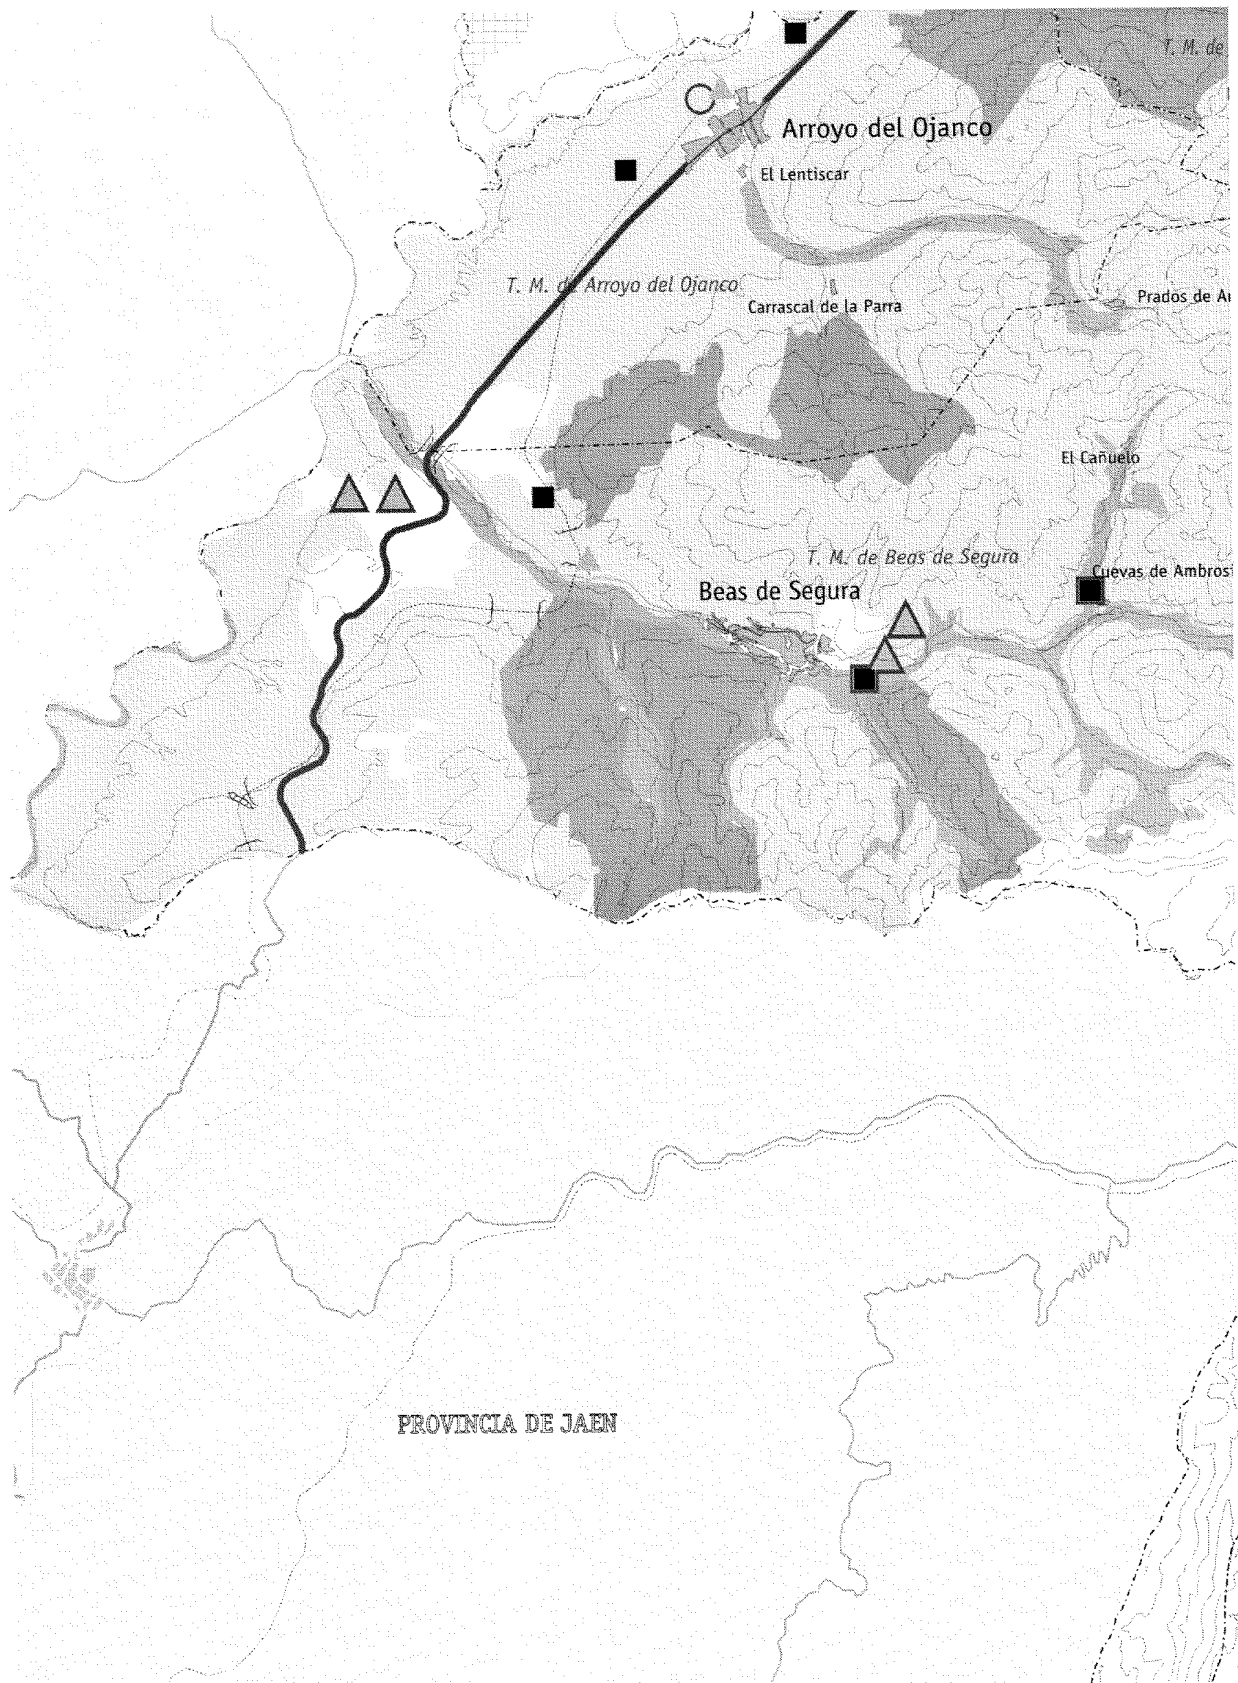 T. M. de
Arroyo del Ojanco
El Lentiscar
T. M. de Arroyo del Ojanco
Carrascal de la Parra
Prados de
El Cañuelo
T. M. de Beas de Segura
Cuevas de
Beas de Segura
PROVINCIA DE JAEN